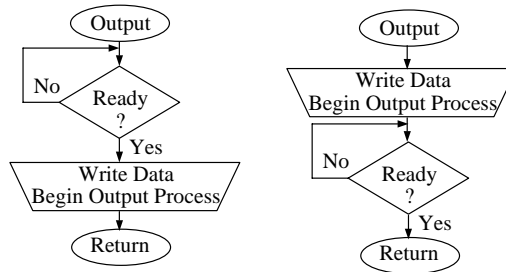 Output
No
Ready
?
Yes
Write Data
Begin Output Process
Return
Output
Write Data
Begin Output Process
No
Ready
?
Yes
Return